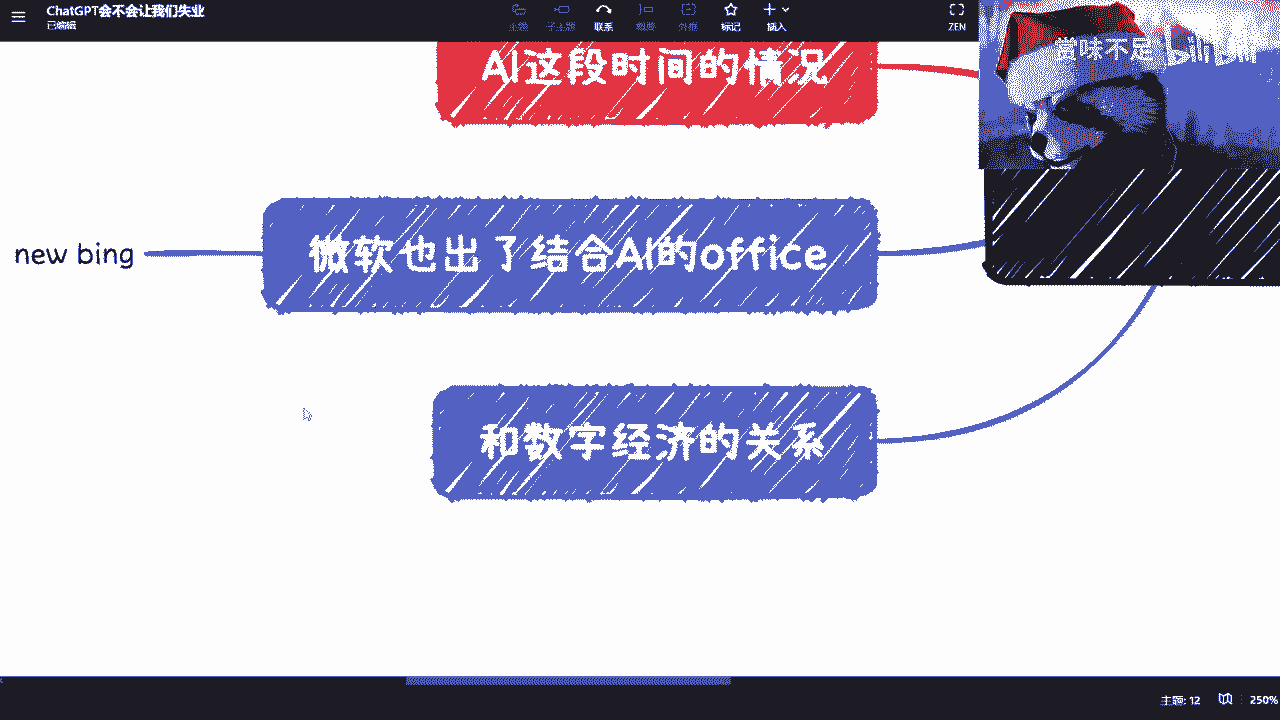 ChatGPT会不会让我们失业
已编辑
主题
子主题
联系
概要
外框
标记
插入
ZEN
赏味不足
AI这段时间的情况
new bing
微软也出了结合AI的office
和数字经济的关系
主题: 12
250%